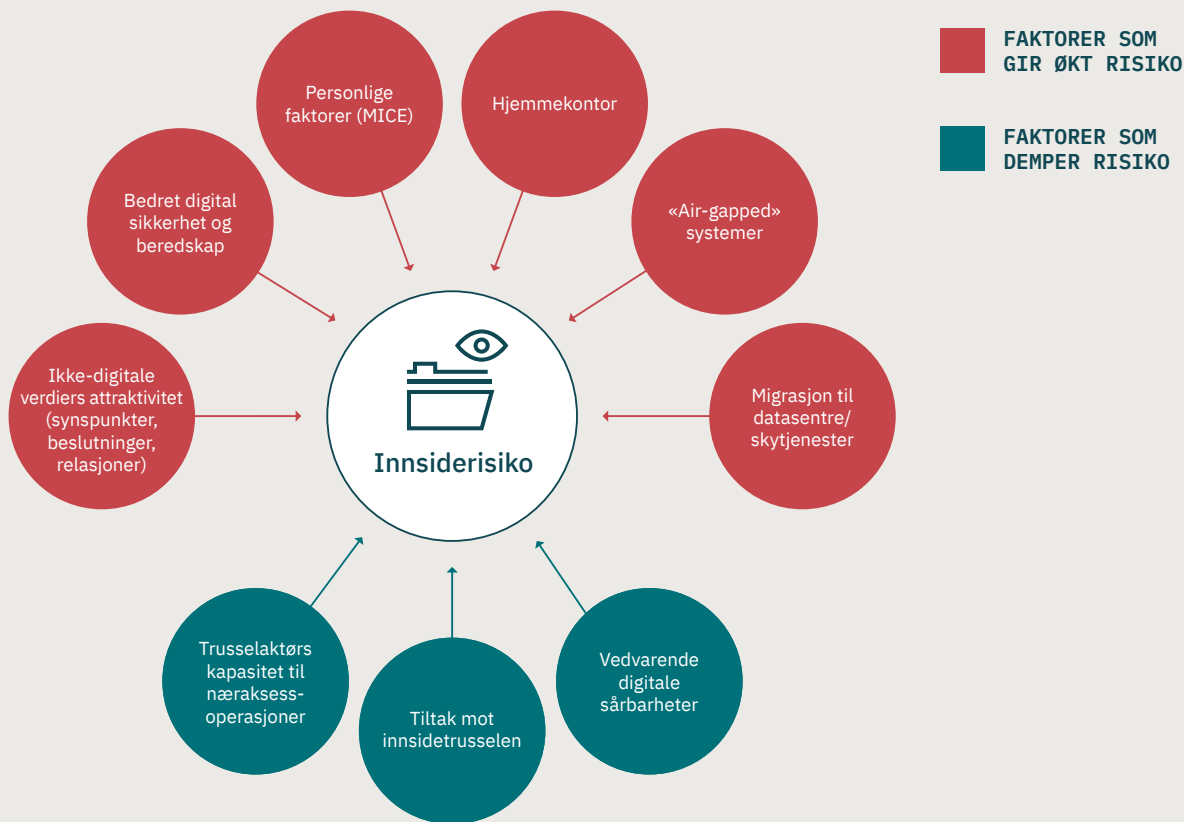 FAKTORER SOM
GIR ØKT RISIKO
FAKTORER SOM
DEMPER RISIKO
Personlige
faktorer (MICE)
Hjemmekontor
Bedret digital
sikkerhet og
beredskap
«Air-gapped»
systemer
Ikke-digitale
verdiers attraktivitet
(synspunkter,
beslutninger,
relasjoner)
Migrasjon til
datasentre/
skytjenester
Innsiderisiko
Trusselaktørs
kapasitet til
næraksess-
operasjoner
Tiltak mot
innsidetrusselen
Vedvarende
digitale
sårbarheter